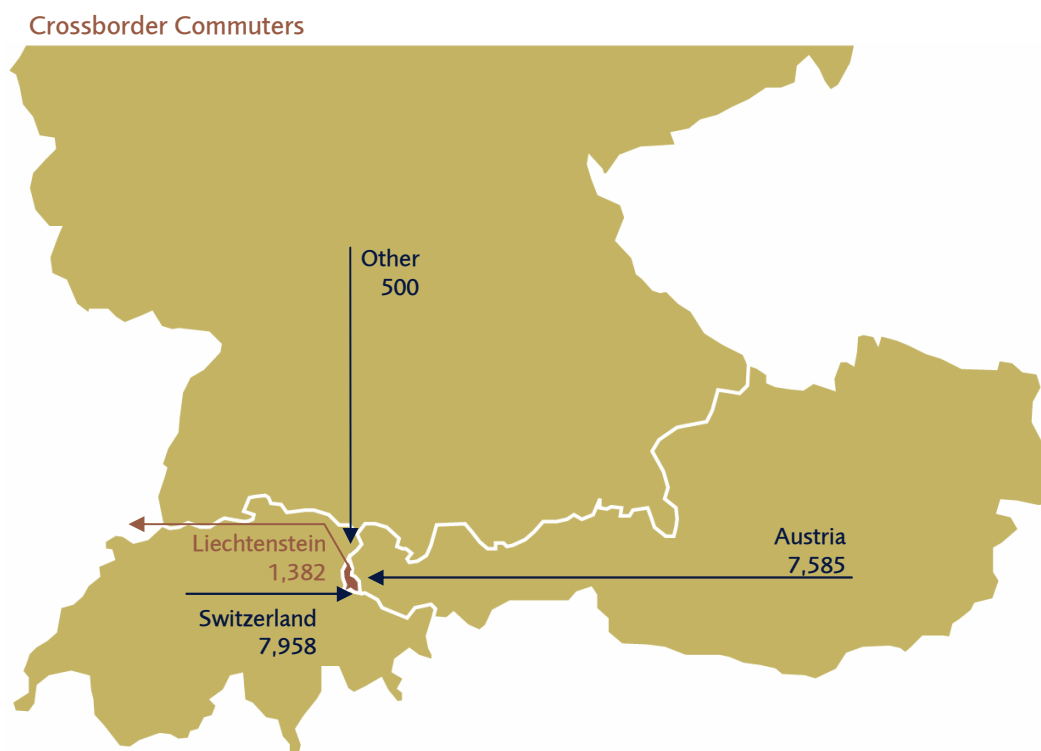 Crossborder Commuters
Other
500
Liechtenstein
1,382
Austria
7,585
Switzerland
7,958